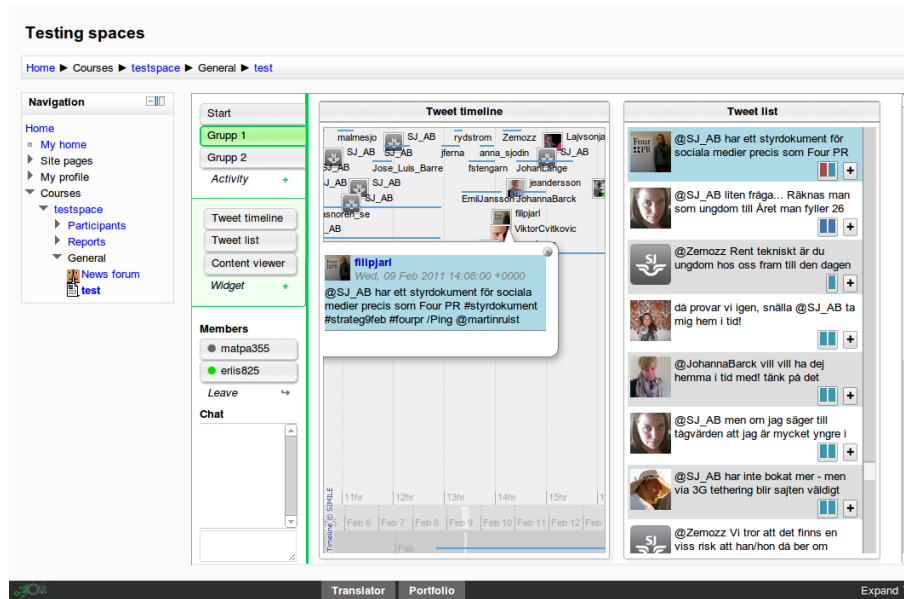 Testing spaces
Home ► Courses ► testspace ► General ► test
Navigation
Home
My home
Site pages
My profile
Courses
testspace
Participants
Reports
General
News forum
test
Start
Grupp 1
Grupp 2
Activity +
Tweet timeline
Tweet list
Content viewer
Widget +
Members
matpa355
eriis825
Leave
Chat
Tweet timeline
malmesjo SJ_AB rydstrom Zemozz Lajvsonja
SJ_AB SJ_AB jferna anna_sjodin SJ_AB
SJ_AB Jose_Luis_Barre fstengarn JohanLange
SJ_AB SJ_AB jeandersson
SJ_AB EmilJansson JohannaBarck
asnoren_se filipjarl
_AB ViktorCvitkovic
filipjarl
Wed, 09 Feb 2011 14:08:00 +0000
@SJ_AB har ett styrdokument för sociala
medier precis som Four PR #styrdokument
#strateg9feb #fourpr /Ping @martinruist
11hr 12hr 13hr 14hr 15hr 1
Feb 6 Feb 7 Feb 8 Feb 9 Feb 10 Feb 11 Feb 12 Feb
Feb
Timeline © SIMILE
Tweet list
Four
PR
@SJ_AB har ett styrdokument för
sociala medier precis som Four PR
+
@SJ_AB liten fråga... Räknas man
som ungdom till Året man fyller 26
+
SJ
@Zemozz Rent tekniskt är du
ungdom hos oss fram till den dagen
+
då provar vi igen, snälla @SJ_AB ta
mig hem i tid!
+
@JohannaBarck vill vill ha dej
hemma i tid med! tänk på det
+
@SJ_AB men om jag säger till
tågvärden att jag är mycket yngre i
+
@SJ_AB har inte bokat mer - men
via 3G tethering blir sajten väldigt
+
SJ
@Zemozz Vi tror att det finns en
viss risk att han/hon då ber om
Translator Portfolio Expand